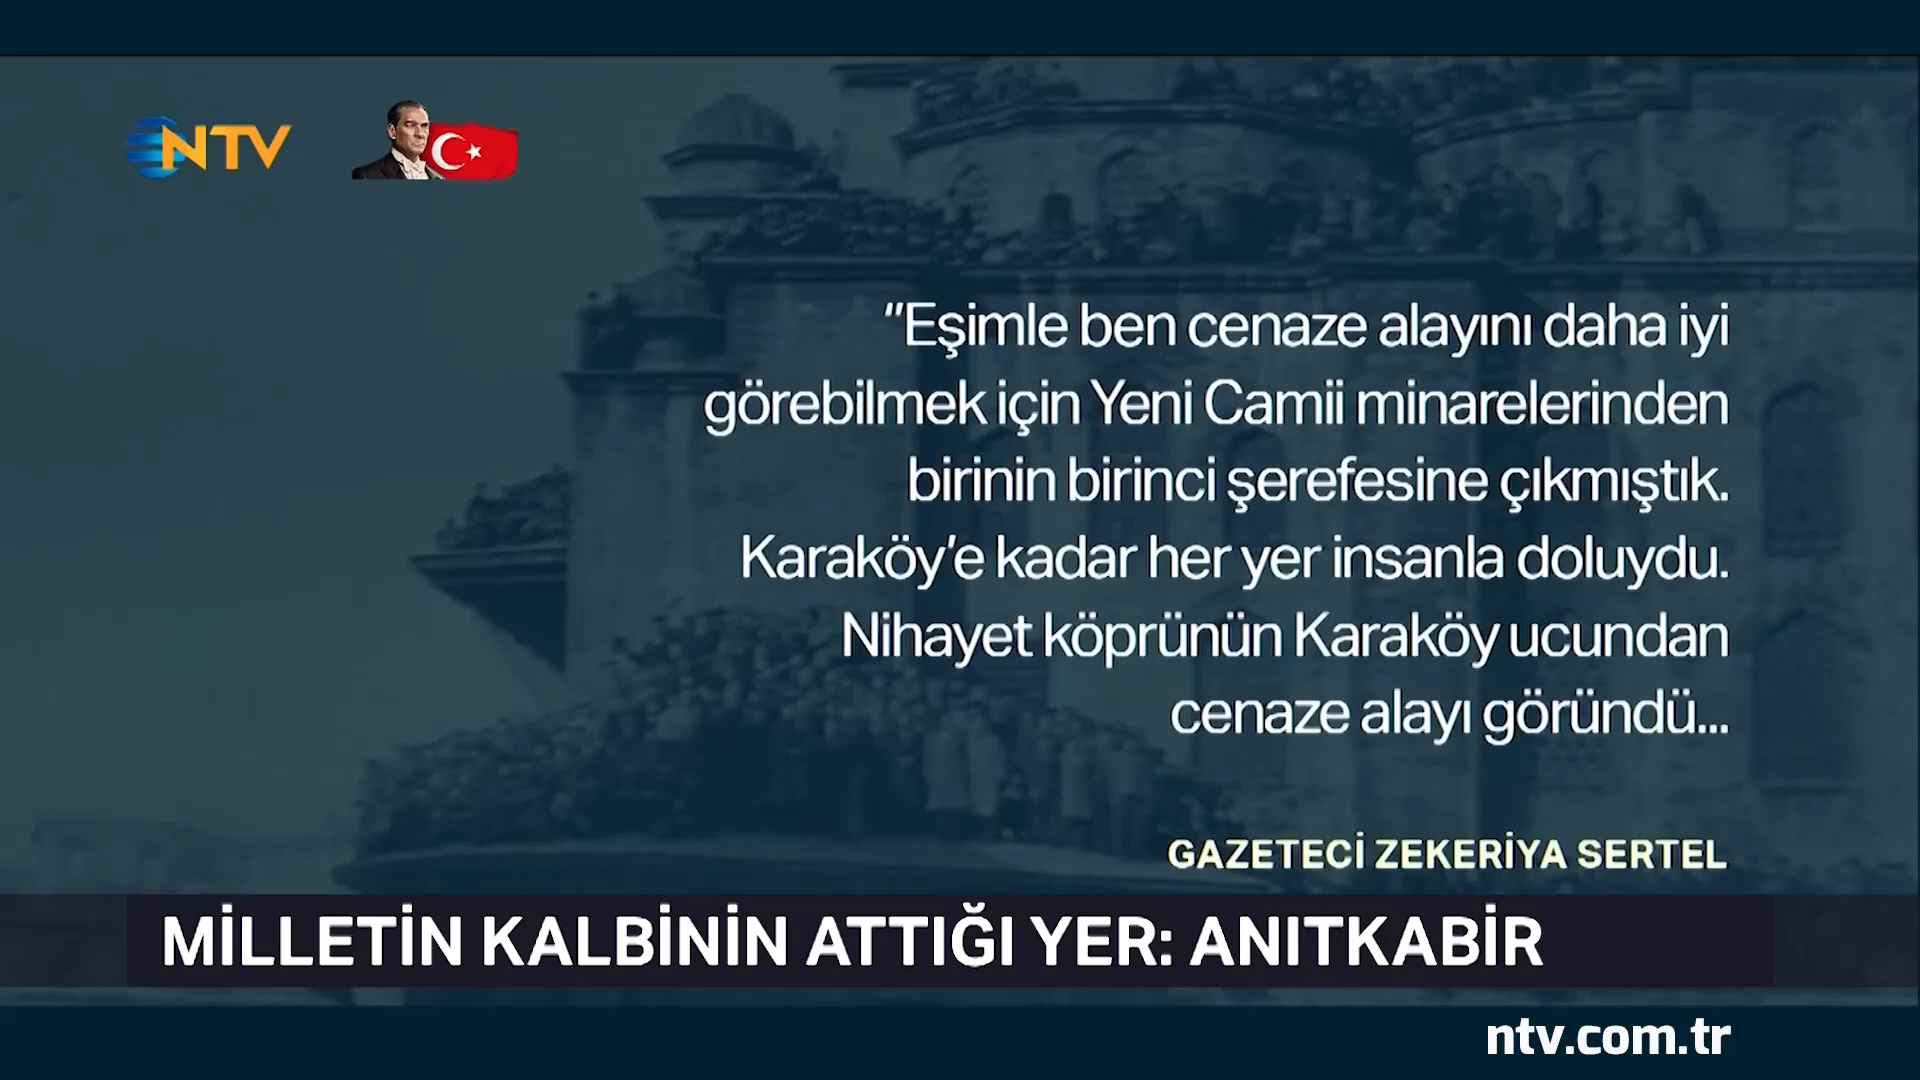 NTV
"Eşimle ben cenaze alayını daha iyi
görebilmek için Yeni Camii minarelerinden
birinin birinci şerefesine çıkmıştık.
Karaköy'e kadar her yer insanla doluydu.
Nihayet köprünün Karaköy ucundan
cenaze alayı göründü...
GAZETECİ ZEKERİYA SERTEL
MİLLETİN KALBİNİN ATTIĞI YER: ANITKABİR
ntv.com.tr